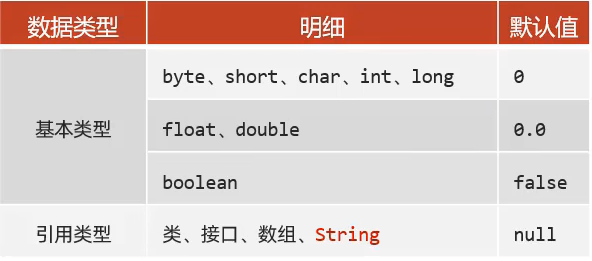 数据类型 明细 默认值
基本类型 byte、short、char、int、long 0
float、double 0.0
boolean false
引用类型 类、接口、数组、String null